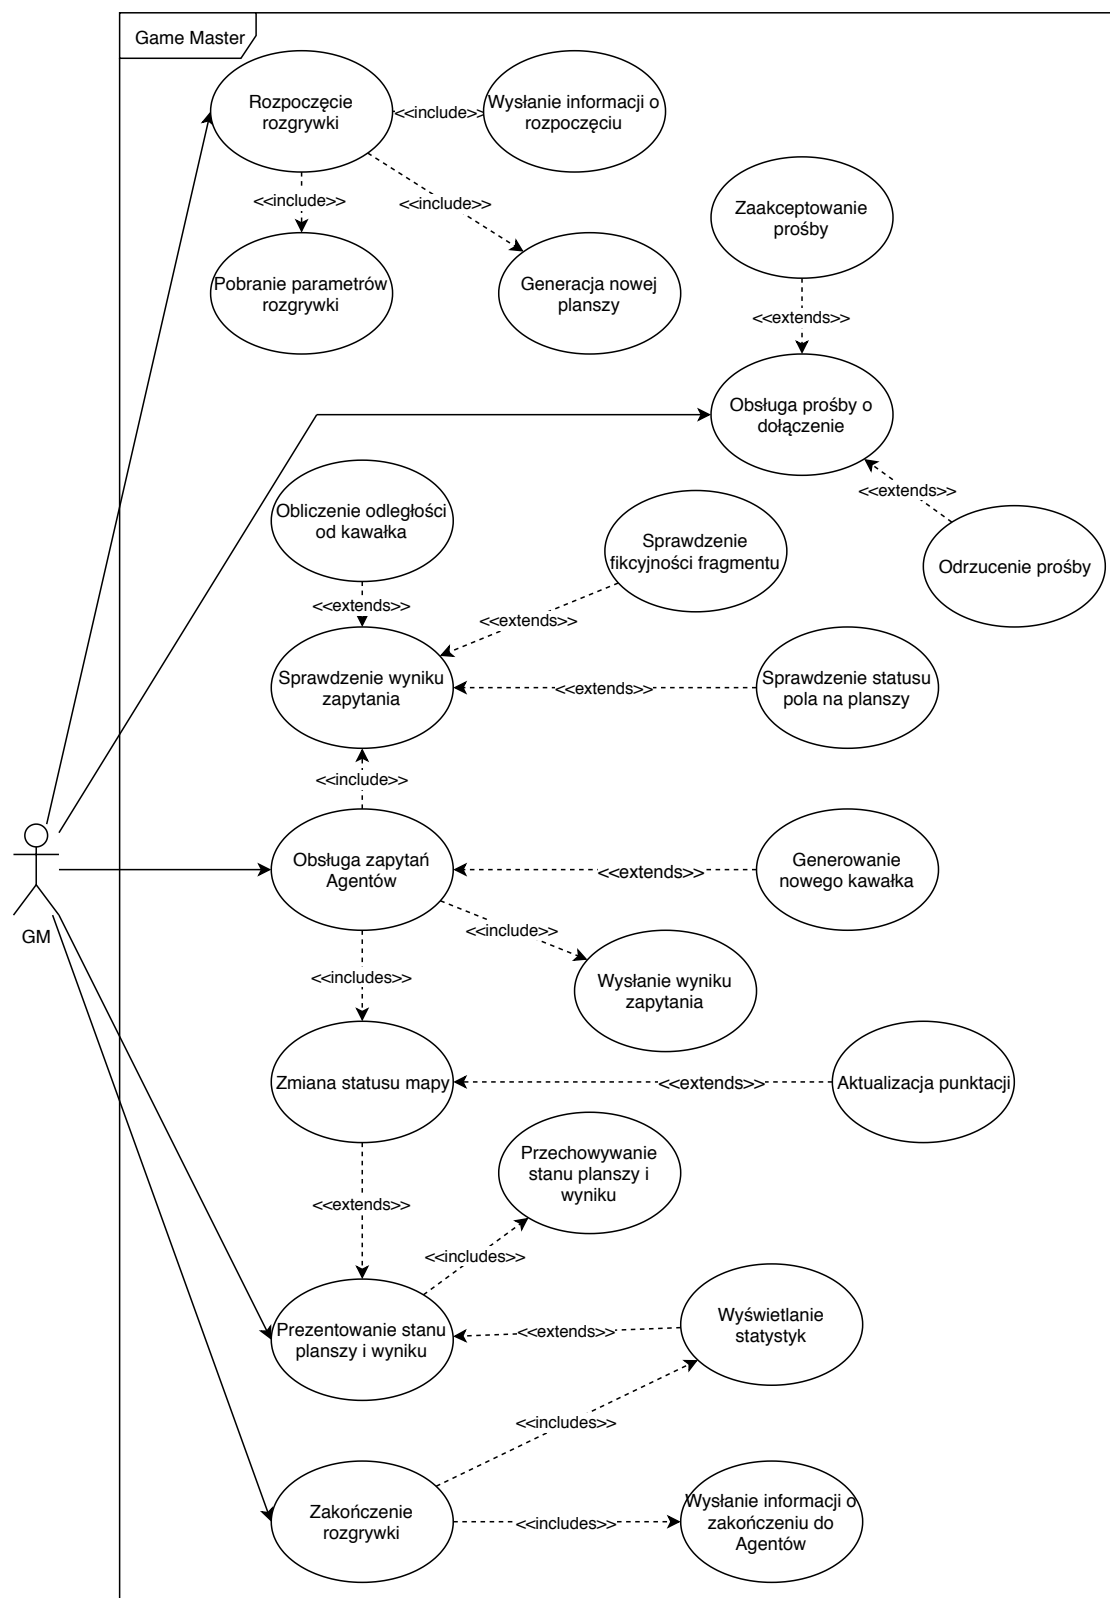 Game Master
Rozpoczęcie
rozgrywki
<<include>>
Wysłanie informacji o
rozpoczęciu
<<include>>
<<include>>
Zaakceptowanie
prośby
Pobranie parametrów
rozgrywki
Generacja nowej
planszy
<<extends>>
Obsługa prośby o
dołączenie
<<extends>>
Obliczenie odległości
od kawałka
Sprawdzenie
fikcyjności fragmentu
Odrzucenie prośby
<<extends>>
<<extends>>
Sprawdzenie wyniku
zapytania
<<extends>>
Sprawdzenie statusu
pola na planszy
<<include>>
Obsługa zapytań
Agentów
<<extends>>
Generowanie
nowego kawałka
GM
<<include>>
<<includes>>
Wysłanie wyniku
zapytania
Zmiana statusu mapy
<<extends>>
Aktualizacja punktacji
Przechowywanie
stanu planszy i
wyniku
<<extends>>
<<includes>>
Prezentowanie stanu
planszy i wyniku
<<extends>>
Wyświetlanie
statystyk
<<includes>>
Zakończenie
rozgrywki
<<includes>>
Wysłanie informacji o
zakończeniu do
Agentów